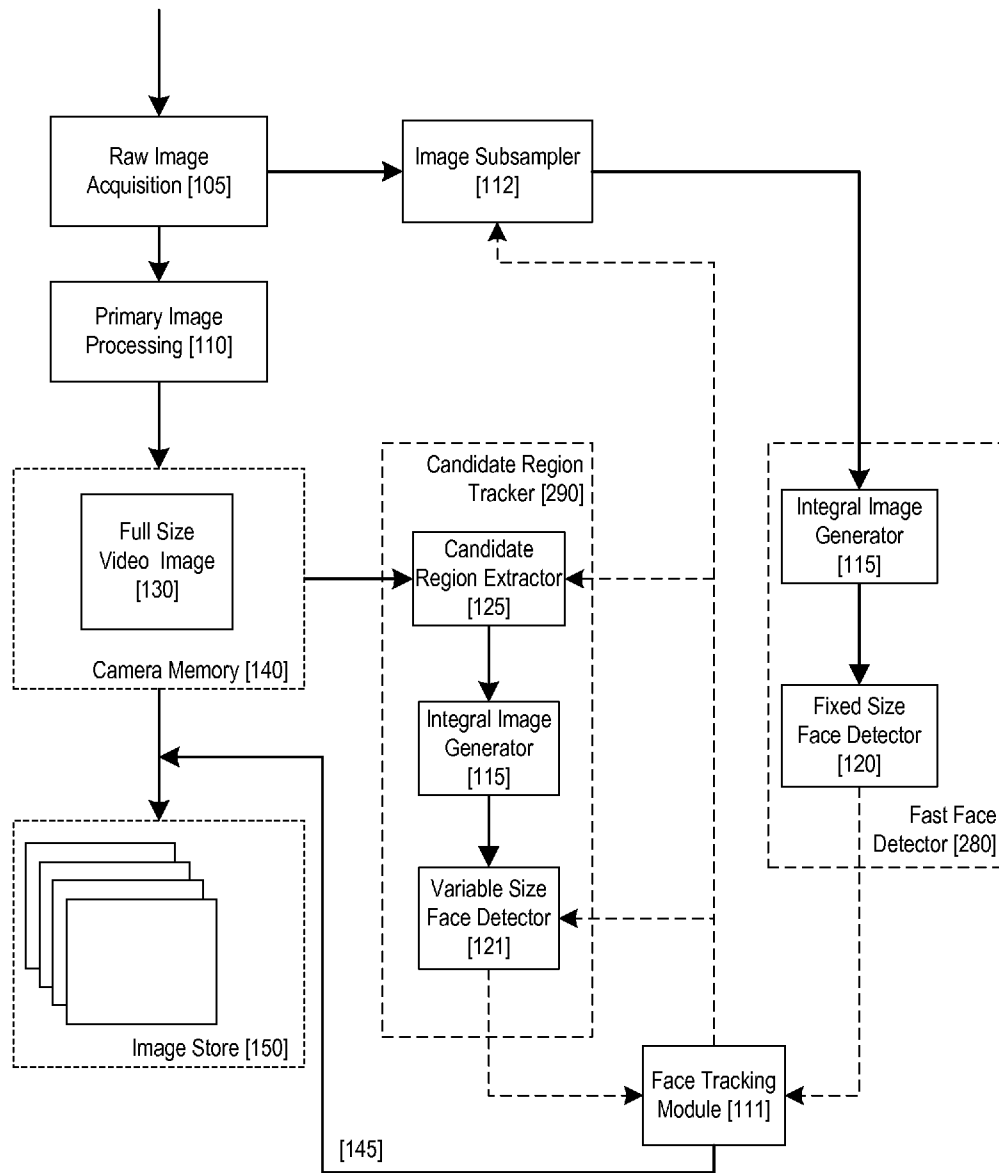 Raw Image
Acquisition [105]
Image Subsampler
[112]
Primary Image
Processing [110]
Full Size
Video Image
[130]
Camera Memory [140]
Candidate Region
Tracker [290]
Candidate
Region Extractor
[125]
Integral Image
Generator
[115]
Variable Size
Face Detector
[121]
Integral Image
Generator
[115]
Fixed Size
Face Detector
[120]
Fast Face
Detector [280]
Image Store [150]
Face Tracking
Module [111]
[145]